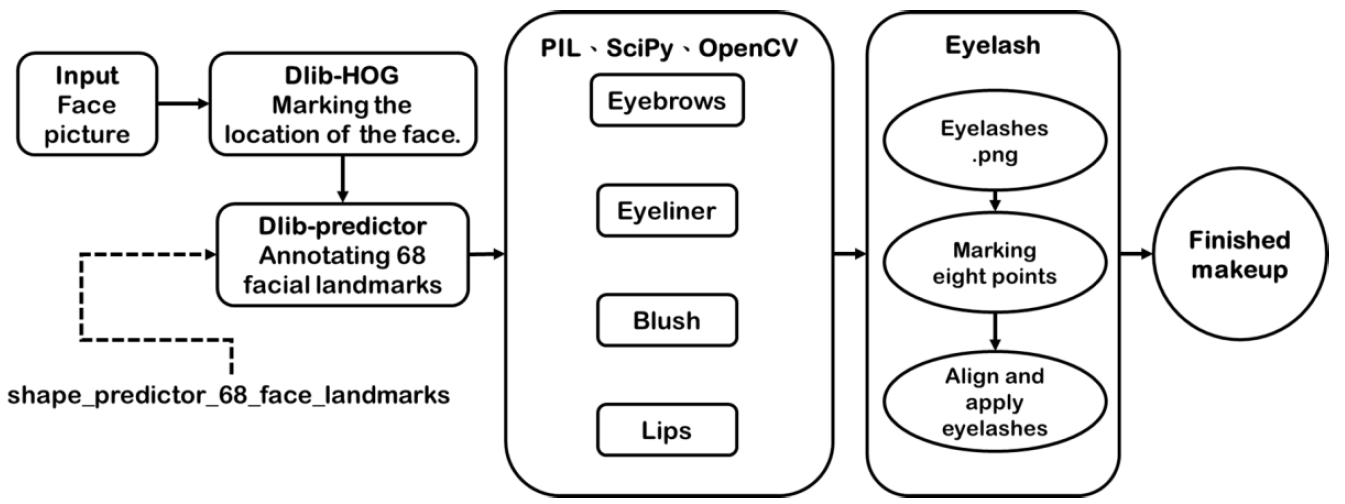 Input
Face
picture
Dlib-HOG
Marking the
location of the face.
Dlib-predictor
Annotating 68
facial landmarks
shape_predictor_68_face_landmarks
PIL、SciPy、OpenCV
Eyebrows
Eyeliner
Blush
Lips
Eyelash
Eyelashes
.png
Marking
eight points
Align and
apply
eyelashes
Finished
makeup